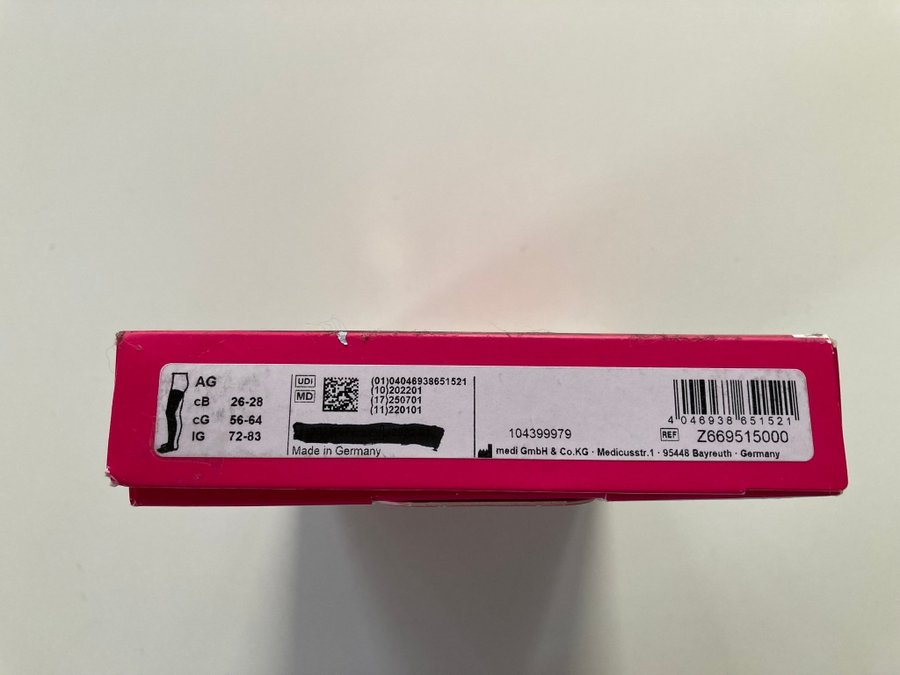 AG
cB 26-28
cG 56-64
lG 72-83
UDI
MD
(01)04046938651521
(10)202201
(17)250701
(11)220101
Made in Germany
104399979
4 046938 651521
REF Z669515000
medi GmbH & Co.KG · Medicusstr.1 · 95448 Bayreuth · Germany